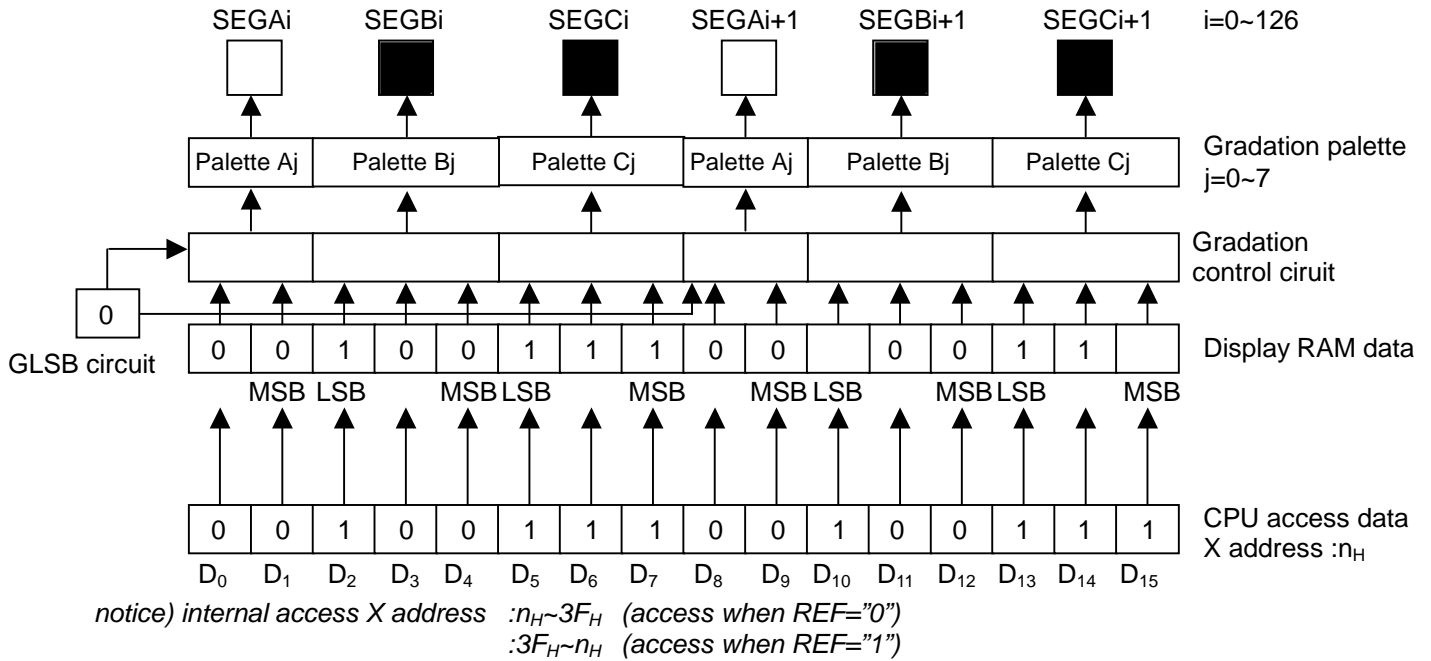 SEGAi SEGBi SEGCi SEGAi+1 SEGBi+1 SEGCi+1 i=0~126
Palette Aj Palette Bj Palette Cj Palette Aj Palette Bj Palette Cj
Gradation palette
j=0~7
Gradation
control ciruit
0
GLSB circuit
0 0 1 0 0 1 1 1 0 0 0 0 1 1
Display RAM data
MSB LSB MSB LSB MSB MSB LSB MSB LSB MSB
0 0 1 0 0 1 1 1 0 0 1 0 0 1 1 1
CPU access data
X address :nH
D0 D1 D2 D3 D4 D5 D6 D7 D8 D9 D10 D11 D12 D13 D14 D15
notice) internal access X address :nH~3FH (access when REF="0")
:3FH~nH (access when REF="1")